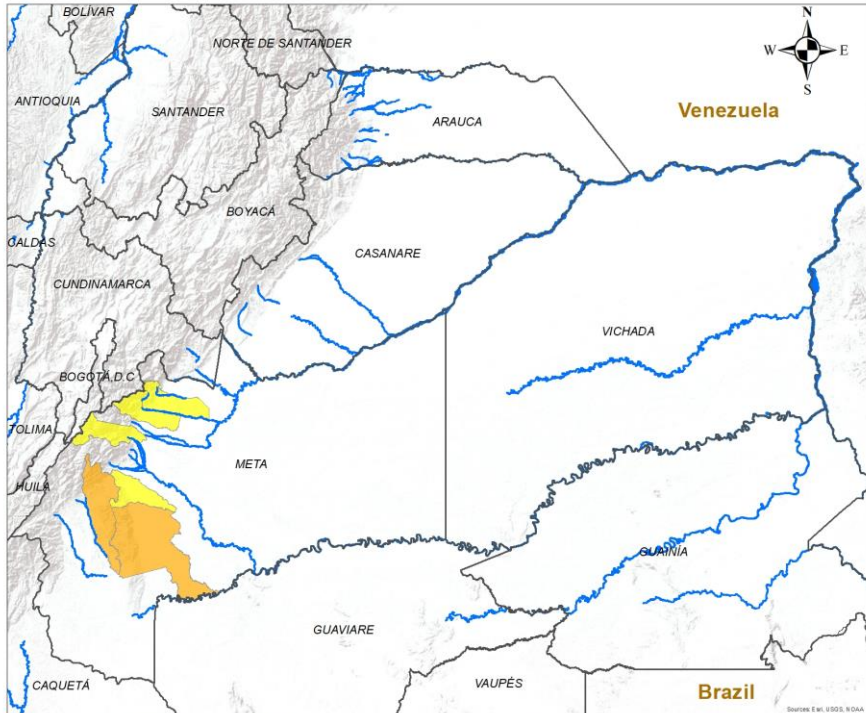 BOLÍVAR
N
W E
S
NORTE DE SANTANDER
ANTIOQUIA
SANTANDER
ARAUCA
Venezuela
BOYACÁ
CALDAS
CASANARE
CUNDINAMARCA
VICHADA
BOGOTÁ, D.C
TOLIMA
META
HUILA
GUAINÍA
GUAVIARE
CAQUETÁ
VAUPÉS
Brazil
Sources: Esri, USGS, NOAA